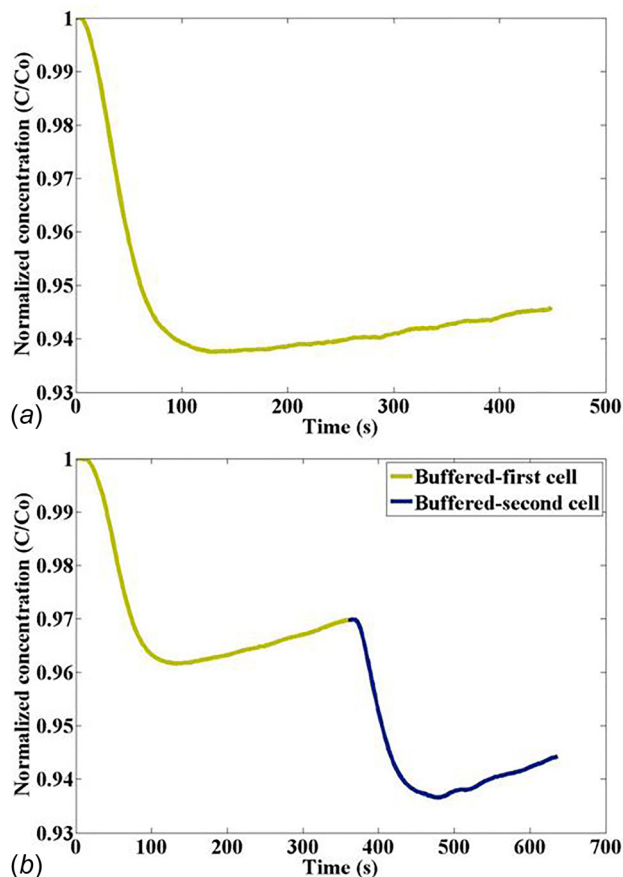 1
0.99
0.98
0.97
0.96
0.95
0.94
0.93
Normalized concentration (C/Co)
0 100 200 300 400 500
Time (s)
(a)
1
0.99
0.98
0.97
0.96
0.95
0.94
0.93
Normalized concentration (C/Co)
Buffered-first cell
Buffered-second cell
0 100 200 300 400 500 600 700
Time (s)
(b)